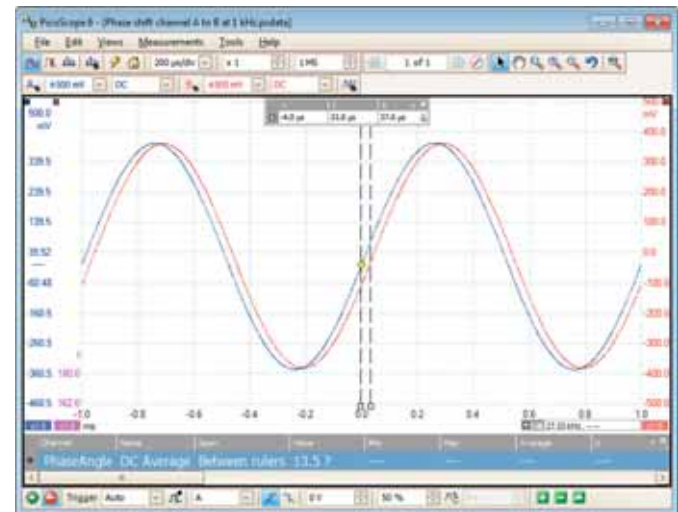 PicoScope 6 - [Phase shift channel A to B at 1 kHz.psdata]
File Edit Views Measurements Tools Help
200 µs/div x 1 1 MS 1 of 1
A ±500 mV DC B ±500 mV DC
-4.0 µs 33.0 µs 37.0 µs
500.0
mV
339.5
239.5
139.5
39.52
-60.48
-160.5
-260.5
-360.5
-460.5
mV
400.0
300.0
200.0
100.0
0.0
-100.0
-200.0
-300.0
-400.0
-500.0
-1.0 -0.8 -0.6 -0.4 -0.2 0.0 0.2 0.4 0.6 0.8 1.0
ms
Channel Name Span Value Min Max Average σ
PhaseAngle DC Average Between rulers 13.5 ?
Trigger Auto A 0 V 50 %